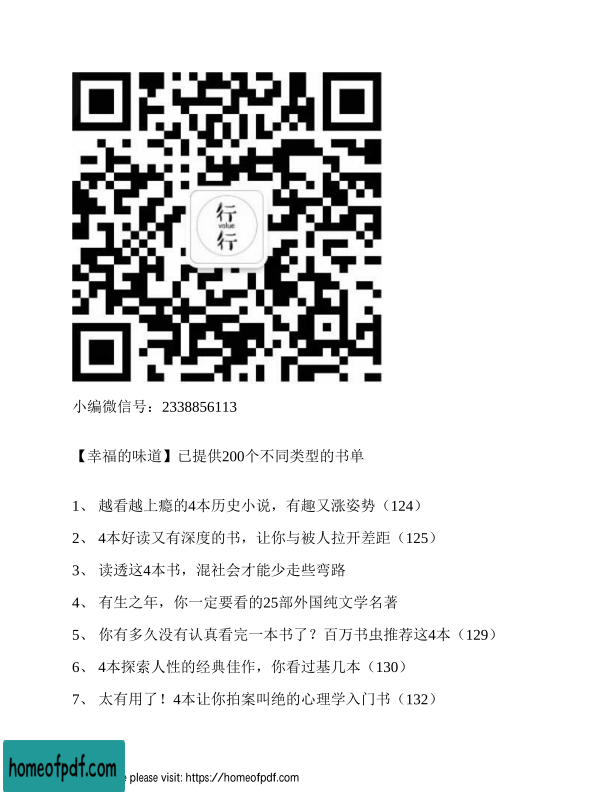 行
value
行
小编微信号：2338856113
【幸福的味道】已提供200个不同类型的书单
1、 越看越上瘾的4本历史小说，有趣又涨姿势（124）
2、 4本好读又有深度的书，让你与被人拉开差距（125）
3、 读透这4本书，混社会才能少走些弯路
4、 有生之年，你一定要看的25部外国纯文学名著
5、 你有多久没有认真看完一本书了？百万书虫推荐这4本（129）
6、 4本探索人性的经典佳作，你看过基几本（130）
7、 太有用了！4本让你拍案叫绝的心理学入门书（132）
homeofpdf.com
e please visit: https://homeofpdf.com